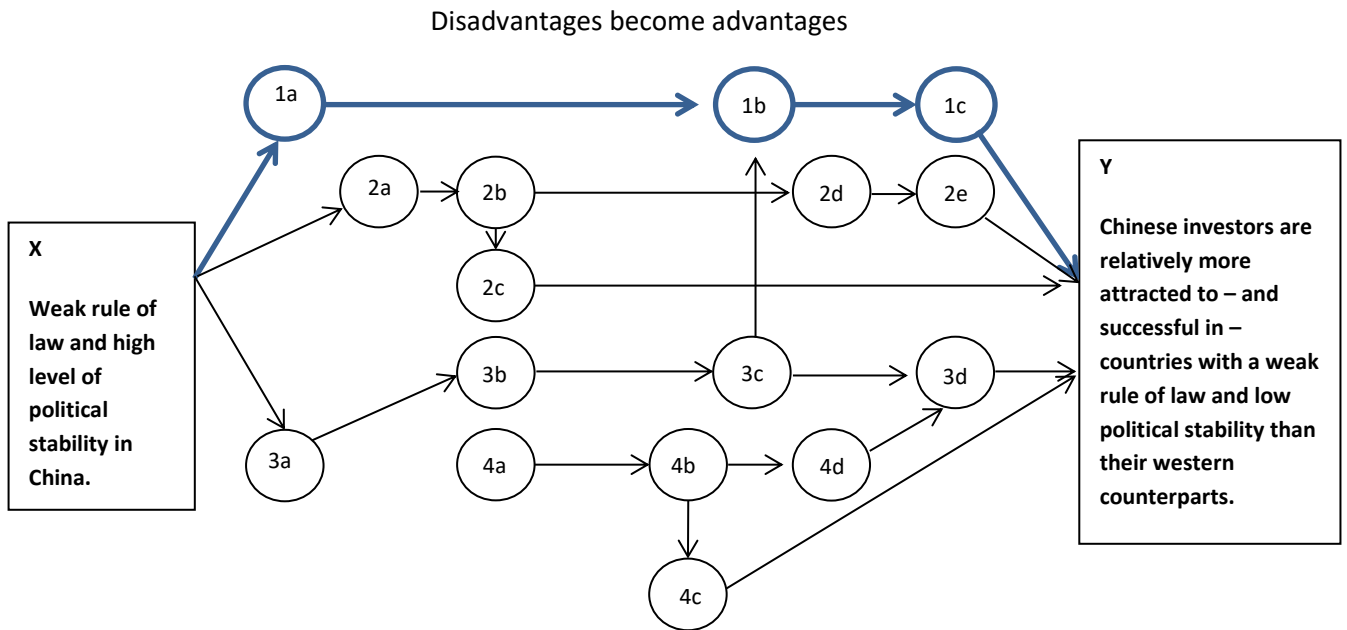 Disadvantages become advantages
1a
1b
1c
2a
2b
2d
2e
2c
X
Weak rule of
law and high
level of
political
stability in
China.
3b
3c
3d
3a
4a
4b
4d
4c
Y
Chinese investors are
relatively more
attracted to – and
successful in –
countries with a weak
rule of law and low
political stability than
their western
counterparts.